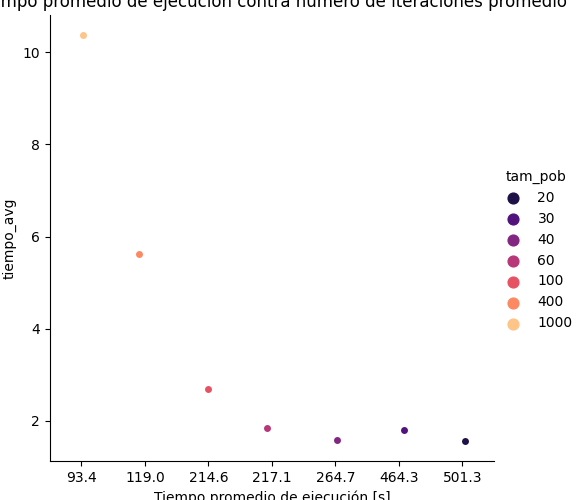 mpo promedio de ejecución contra número de iteraciones promedio
10
8
6
4
2
tiempo_avg
93.4 119.0 214.6 217.1 264.7 464.3 501.3
Tiempo promedio de ejecución [s]
tam_pob
20
30
40
60
100
400
1000